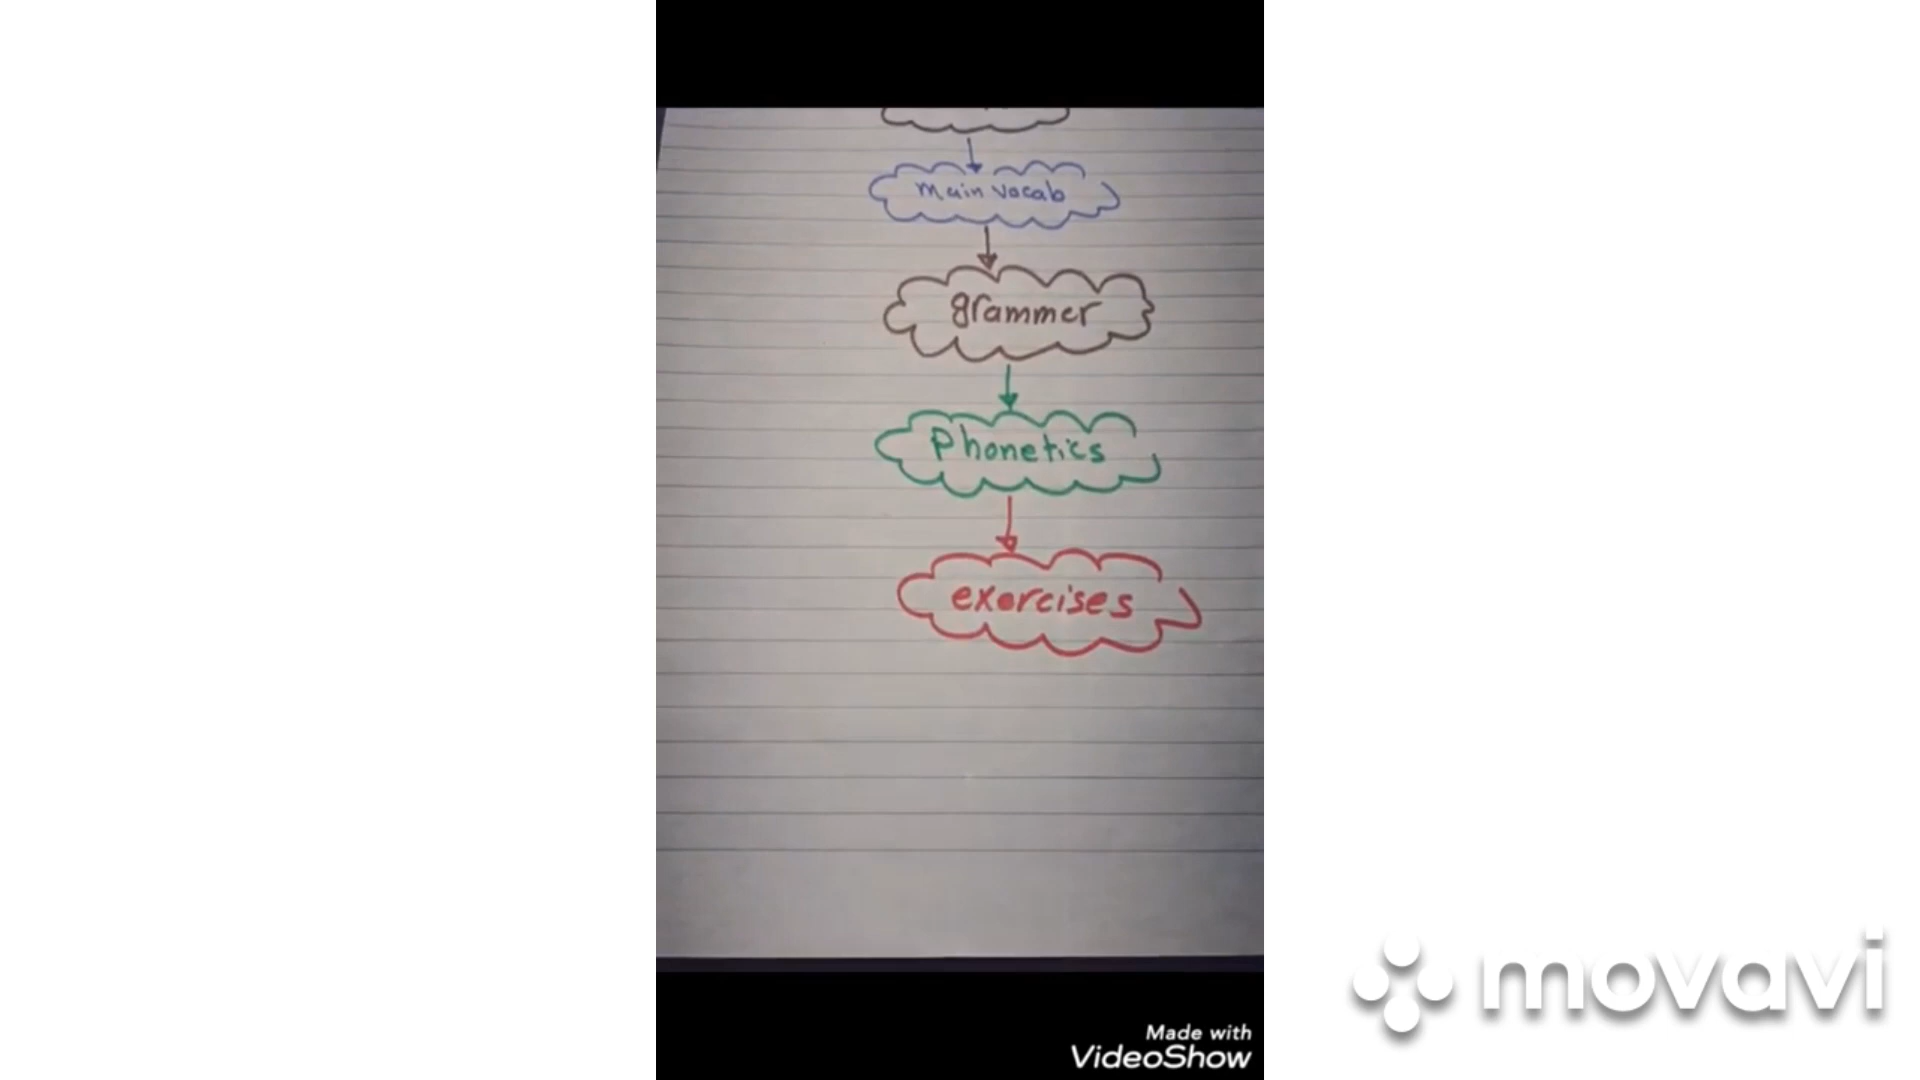 main vocab
grammer
Phonetics
exercises
Made with
VideoShow
movavi